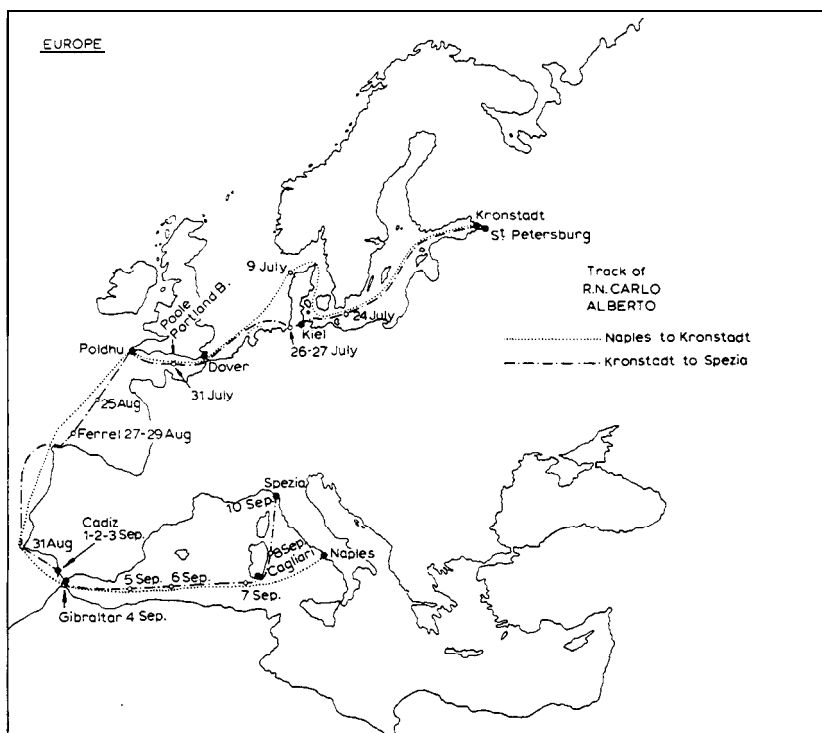 EUROPE
Kronstadt
St. Petersburg
9 July
Track of
R.N. CARLO
ALBERTO
Poole
Portland B.
24 July
Kiel
Naples to Kronstadt
Poldhu
26-27 July
Dover
Kronstadt to Spezia
31 July
25 Aug
Ferrel 27-29 Aug
Spezia
10 Sep.
Cadiz
1-2-3 Sep.
31 Aug
8 Sep.
Cagliari
Naples
5 Sep.
6 Sep.
7 Sep.
Gibraltar 4 Sep.